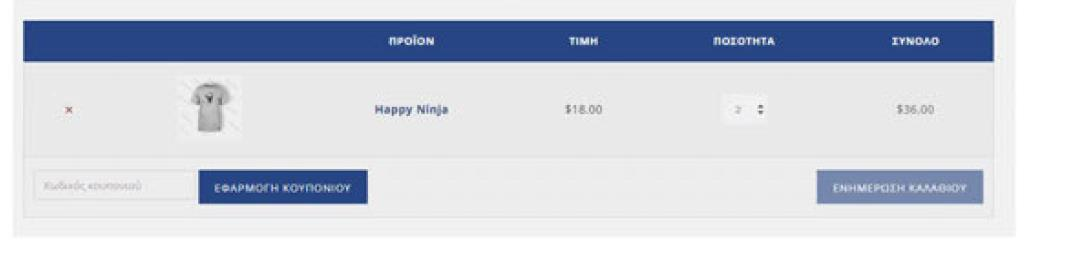 ΠΡΟΪΟΝ ΤΙΜΗ ΠΟΣΟΤΗΤΑ ΣΥΝΟΛΟ
× Happy Ninja $18.00 2 $36.00
Κωδικός κουπονιού ΕΦΑΡΜΟΓΗ ΚΟΥΠΟΝΙΟΥ ΕΝΗΜΕΡΩΣΗ ΚΑΛΑΘΙΟΥ